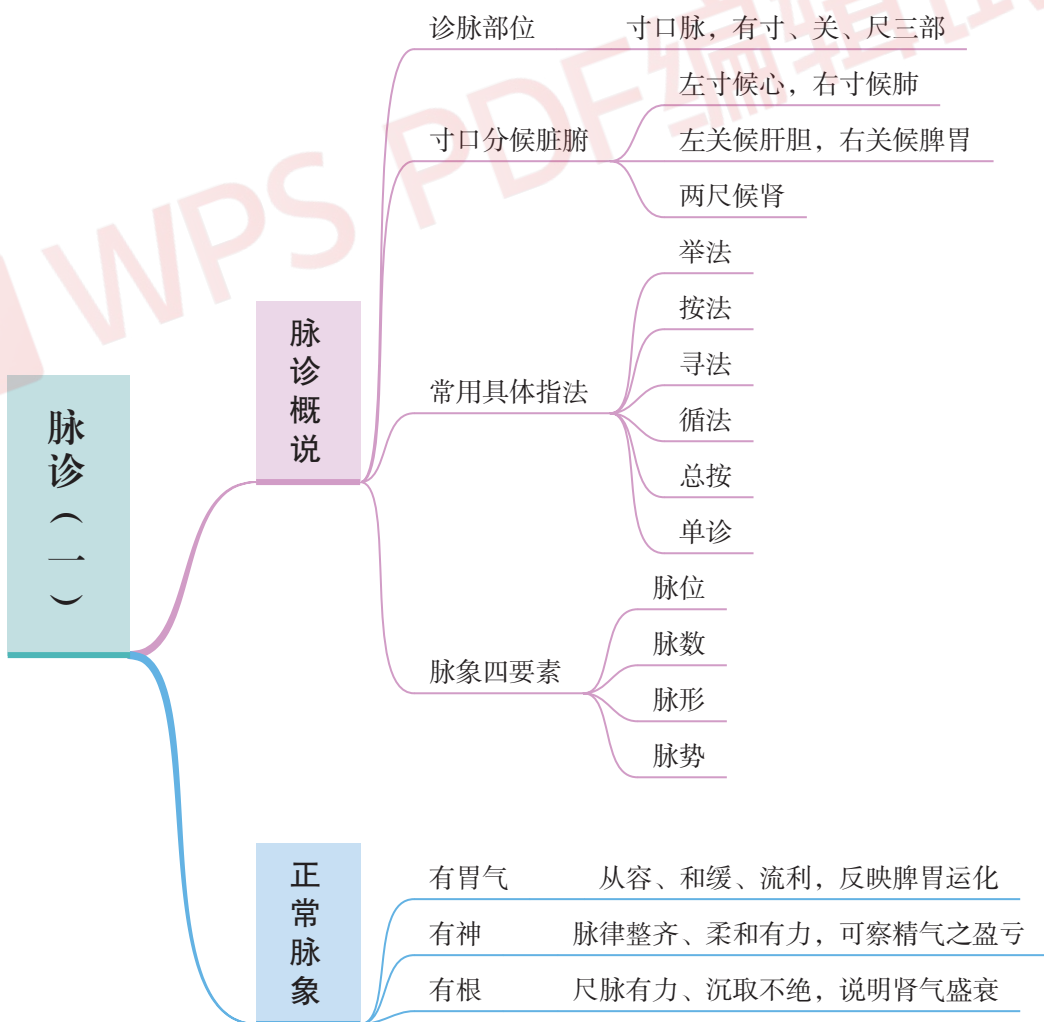 脉诊（一）
脉诊概说
诊脉部位 寸口脉，有寸、关、尺三部
寸口分候脏腑
左寸候心，右寸候肺
左关候肝胆，右关候脾胃
两尺候肾
常用具体指法
举法
按法
寻法
循法
总按
单诊
脉象四要素
脉位
脉数
脉形
脉势
正常脉象
有胃气 从容、和缓、流利，反映脾胃运化
有神 脉律整齐、柔和有力，可察精气之盈亏
有根 尺脉有力、沉取不绝，说明肾气盛衰
WPS PDF编辑试